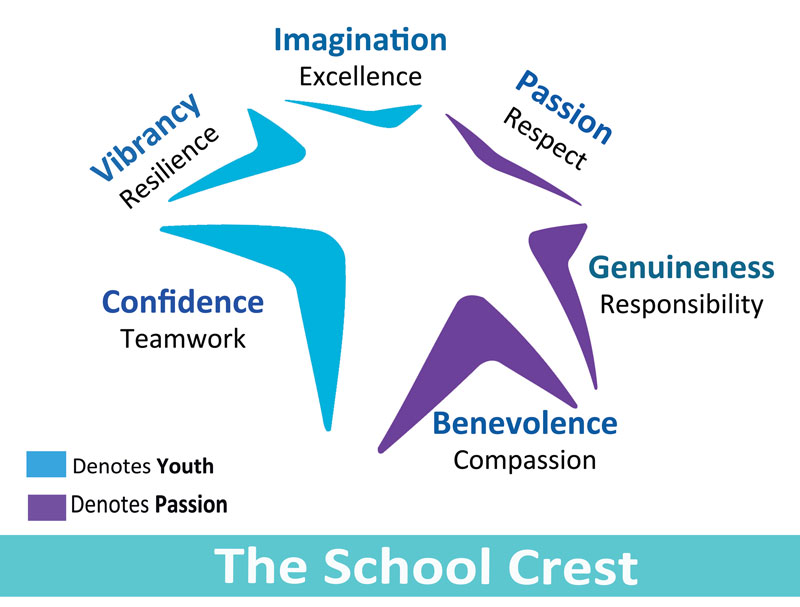 Imagination
Excellence
Passion
Respect
Vibrancy
Resilience
Genuineness
Responsibility
Confidence
Teamwork
Benevolence
Compassion
Denotes Youth
Denotes Passion
The School Crest